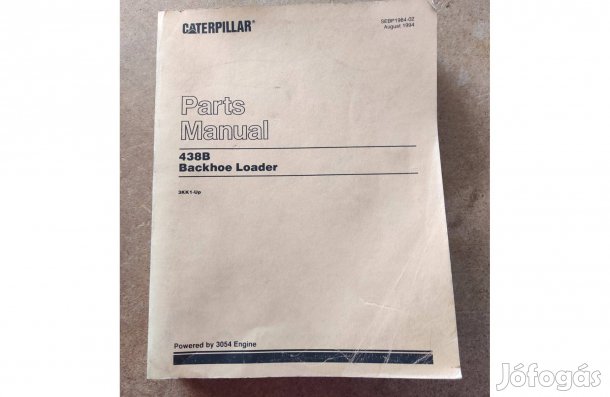 CATERPILLAR®
SEBP1984-02
August 1994
Parts
Manual
438B
Backhoe Loader
3KK1-Up
Powered by 3054 Engine
Jófogás